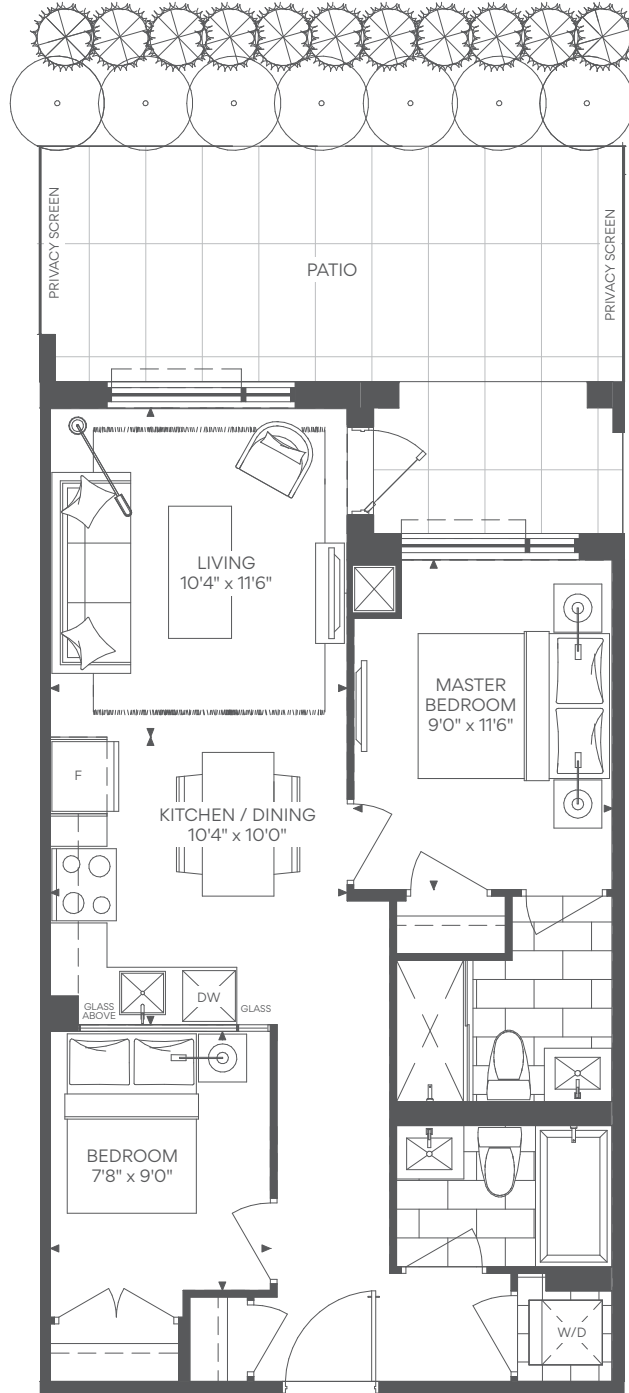 PRIVACY SCREEN
PRIVACY SCREEN
PATIO
LIVING
10'4" x 11'6"
MASTER
BEDROOM
9'0" x 11'6"
F
KITCHEN / DINING
10'4" x 10'0"
DW
GLASS
ABOVE
GLASS
BEDROOM
7'8" x 9'0"
W/D